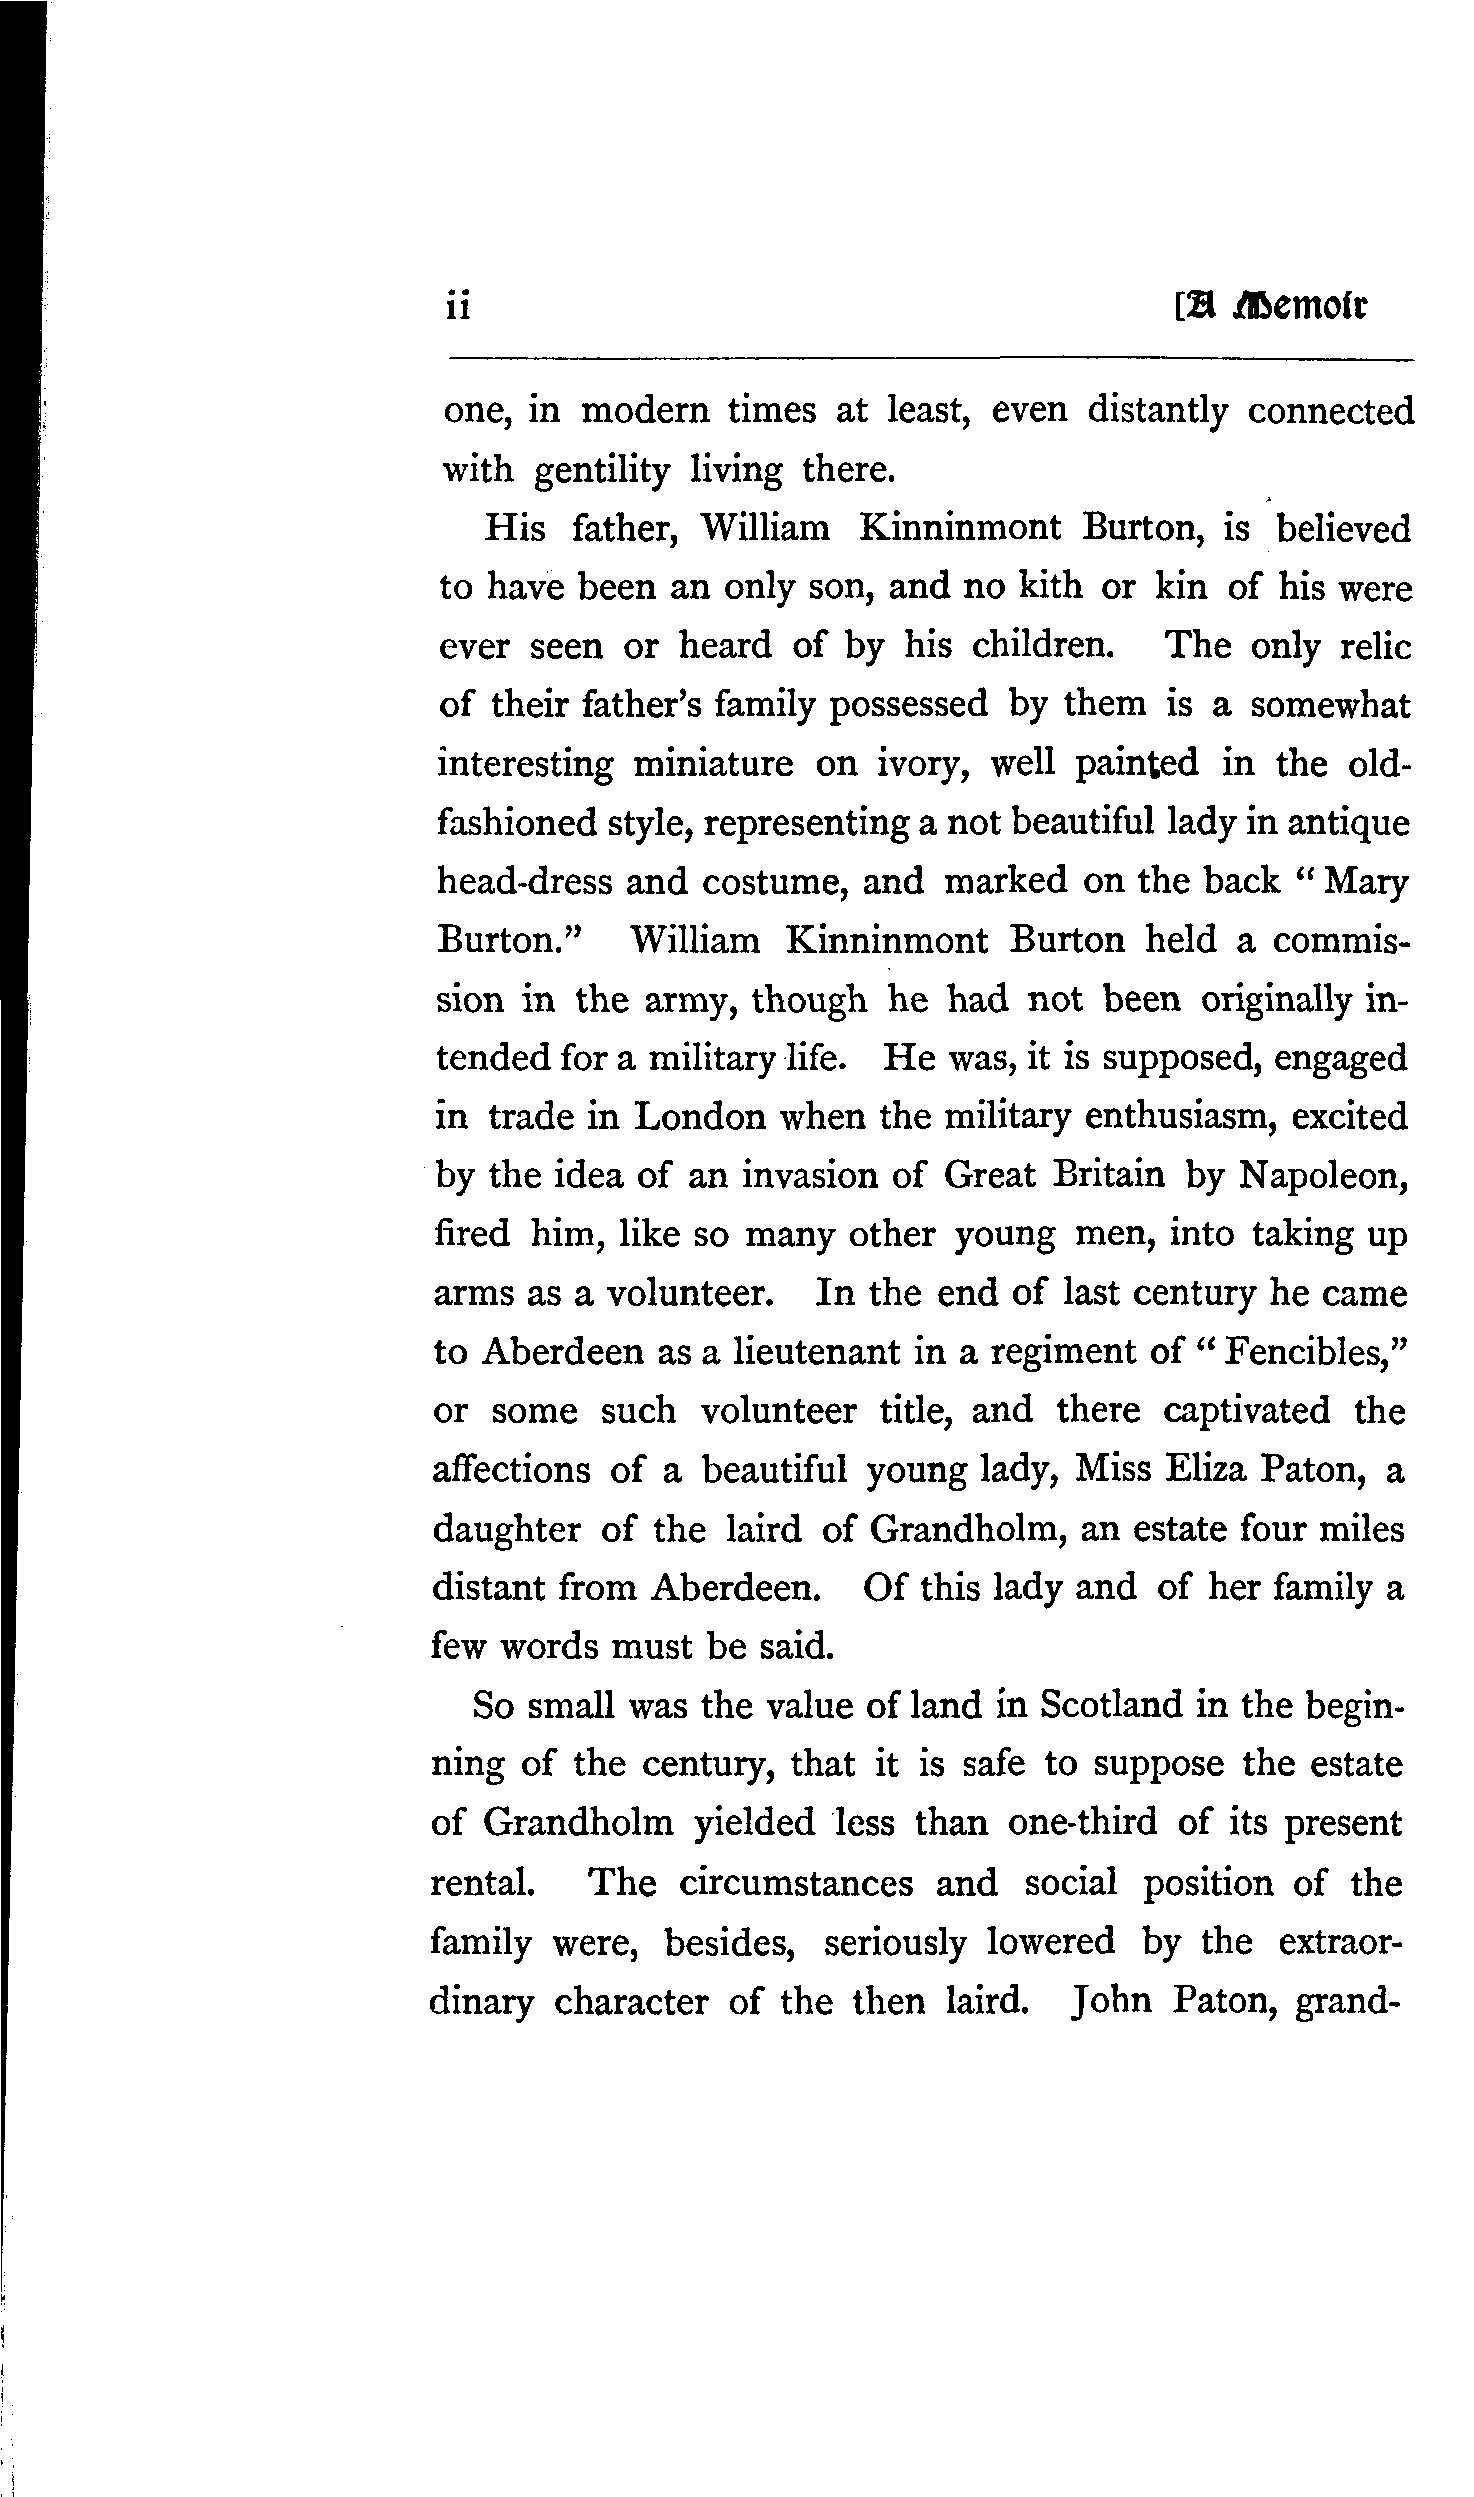 ii [A Memoir
one, in modern times at least, even distantly connected
with gentility living there.
His father, William Kinninmont Burton, is believed
to have been an only son, and no kith or kin of his were
ever seen or heard of by his children. The only relic
of their father's family possessed by them is a somewhat
interesting miniature on ivory, well painted in the old-
fashioned style, representing a not beautiful lady in antique
head-dress and costume, and marked on the back “ Mary
Burton.” William Kinninmont Burton held a commis-
sion in the army, though he had not been originally in-
tended for a military life. He was, it is supposed, engaged
in trade in London when the military enthusiasm, excited
by the idea of an invasion of Great Britain by Napoleon,
fired him, like so many other young men, into taking up
arms as a volunteer. In the end of last century he came
to Aberdeen as a lieutenant in a regiment of “ Fencibles,”
or some such volunteer title, and there captivated the
affections of a beautiful young lady, Miss Eliza Paton, a
daughter of the laird of Grandholm, an estate four miles
distant from Aberdeen. Of this lady and of her family a
few words must be said.
So small was the value of land in Scotland in the begin-
ning of the century, that it is safe to suppose the estate
of Grandholm yielded less than one-third of its present
rental. The circumstances and social position of the
family were, besides, seriously lowered by the extraor-
dinary character of the then laird. John Paton, grand-